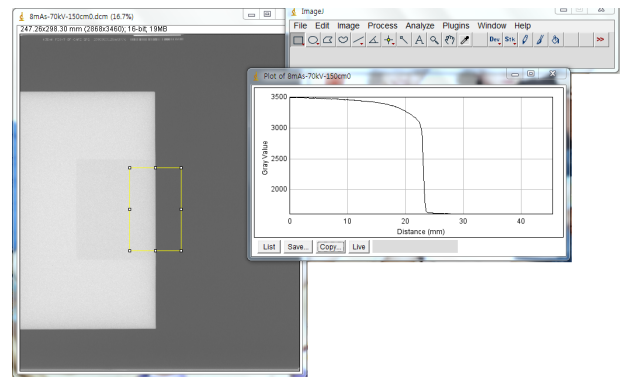 8mAs-70kV-150cm0.dcm (16.7%)
247.26x298.30 mm (2868x3460); 16-bit; 19MB
ImageJ
File Edit Image Process Analyze Plugins Window Help
A Dev Stk >>
Plot of 8mAs-70kV-150cm0
3500
3000
2500
2000
Gray Value
0 10 20 30 40
Distance (mm)
List Save... Copy... Live